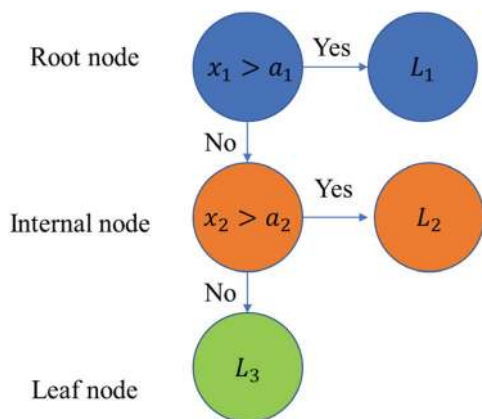 Root node
x₁ > a₁
Yes
L₁
No
Internal node
x₂ > a₂
Yes
L₂
No
Leaf node
L₃